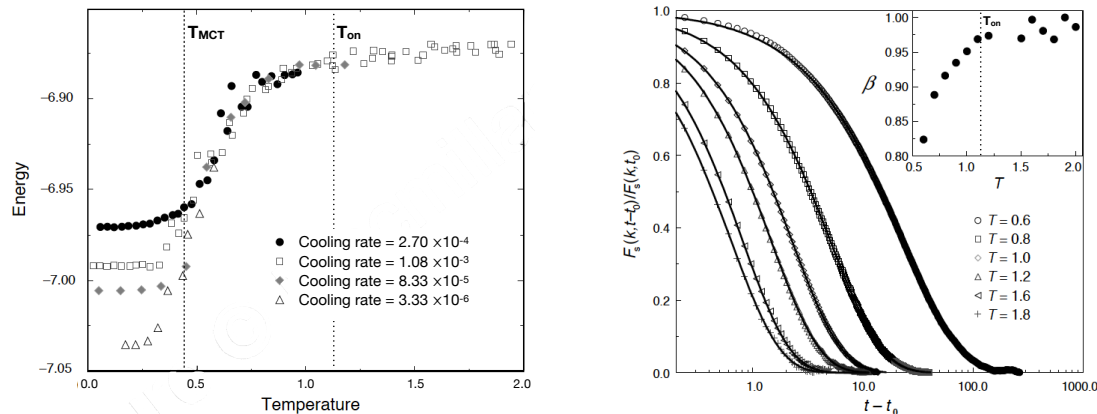 T_MCT
T_on
−6.90
−6.95
−7.00
−7.05
Energy
0.0
0.5
1.0
1.5
2.0
Temperature
Cooling rate = 2.70 ×10⁻⁴
Cooling rate = 1.08 ×10⁻³
Cooling rate = 8.33 ×10⁻⁵
Cooling rate = 3.33 ×10⁻⁶
1.0
0.8
0.6
0.4
0.2
0.0
F_s(k,t−t_0)/F_s(k,t_0)
1.0
10.0
100.0
1000.0
t − t_0
1.00
0.95
0.90
0.85
0.80
β
T_on
0.5
1.0
1.5
2.0
T
T = 0.6
T = 0.8
T = 1.0
T = 1.2
T = 1.6
T = 1.8